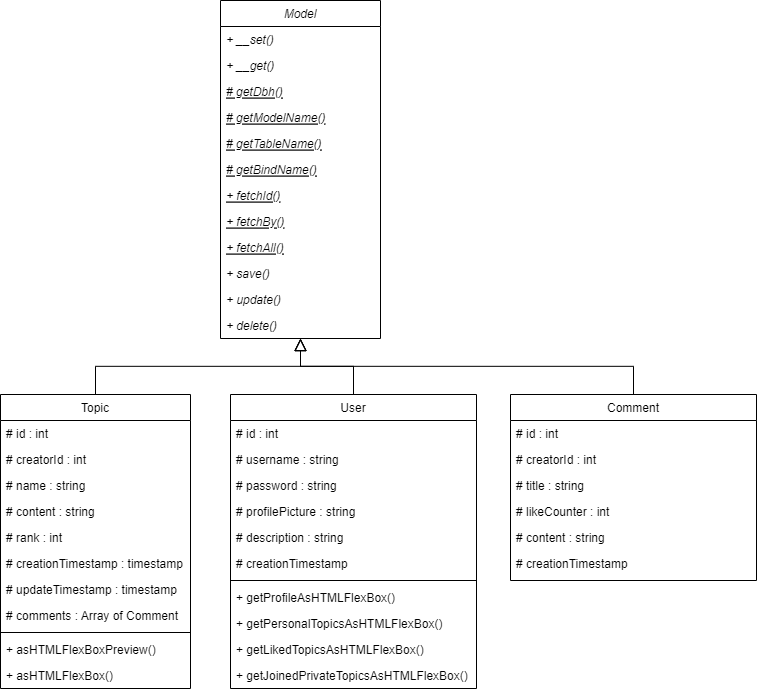 Model
+ __set()
+ __get()
# getDbh()
# getModelName()
# getTableName()
# getBindName()
+ fetchId()
+ fetchBy()
+ fetchAll()
+ save()
+ update()
+ delete()
Topic
# id : int
# creatorId : int
# name : string
# content : string
# rank : int
# creationTimestamp : timestamp
# updateTimestamp : timestamp
# comments : Array of Comment
+ asHTMLFlexBoxPreview()
+ asHTMLFlexBox()
User
# id : int
# username : string
# password : string
# profilePicture : string
# description : string
# creationTimestamp
+ getProfileAsHTMLFlexBox()
+ getPersonalTopicsAsHTMLFlexBox()
+ getLikedTopicsAsHTMLFlexBox()
+ getJoinedPrivateTopicsAsHTMLFlexBox()
Comment
# id : int
# creatorId : int
# title : string
# likeCounter : int
# content : string
# creationTimestamp